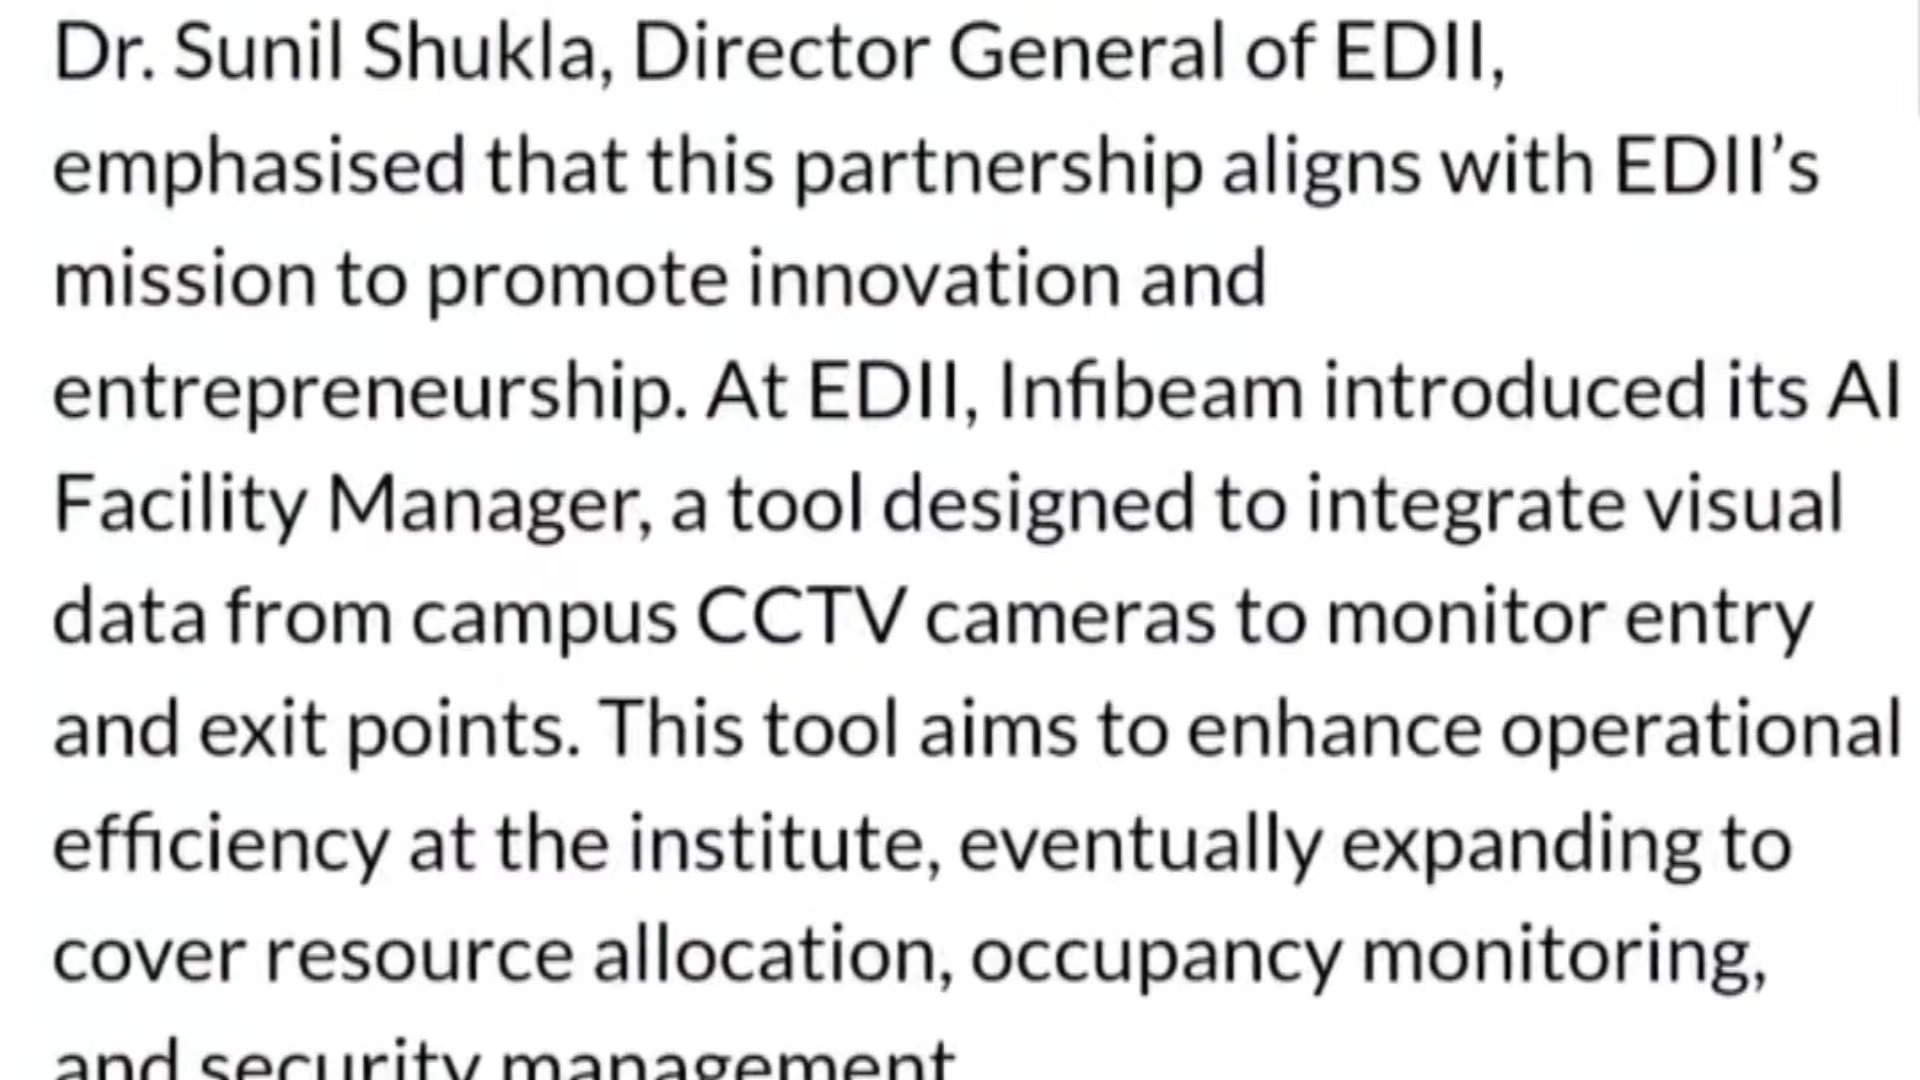 Dr. Sunil Shukla, Director General of EDII,
emphasised that this partnership aligns with EDII’s
mission to promote innovation and
entrepreneurship. At EDII, Infibeam introduced its AI
Facility Manager, a tool designed to integrate visual
data from campus CCTV cameras to monitor entry
and exit points. This tool aims to enhance operational
efficiency at the institute, eventually expanding to
cover resource allocation, occupancy monitoring,
and security management